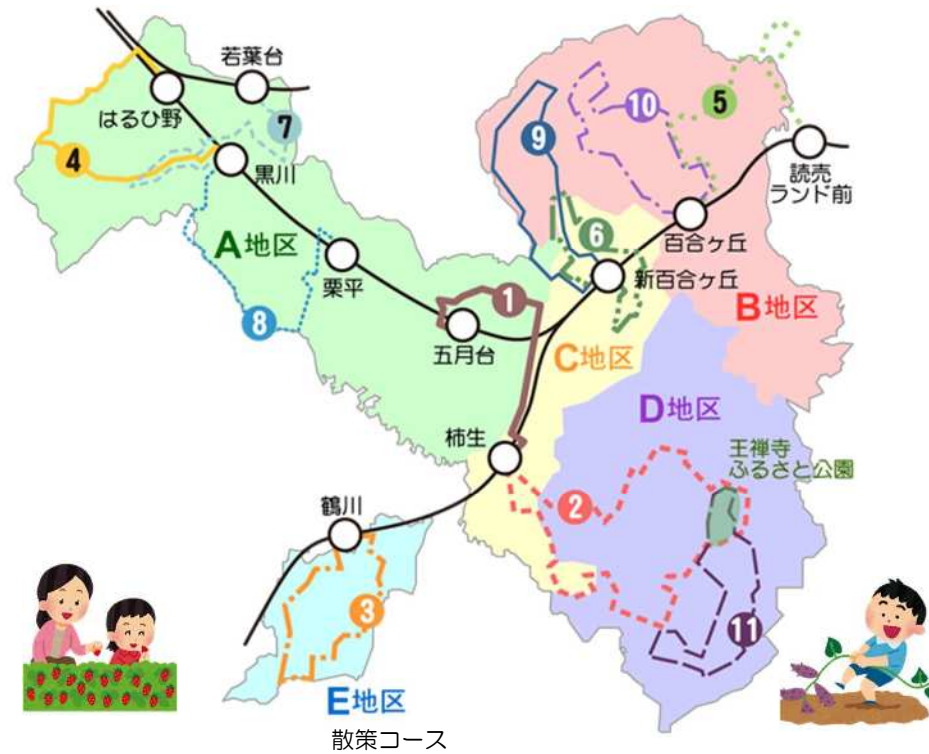 若葉台
はるひ野
7
4
黒川
A地区
栗平
8
1
五月台
9
10
5
読売
ランド前
6
百合ヶ丘
新百合ヶ丘
B地区
C地区
D地区
柿生
王禅寺
ふるさと公園
2
鶴川
3
11
E地区
散策コース